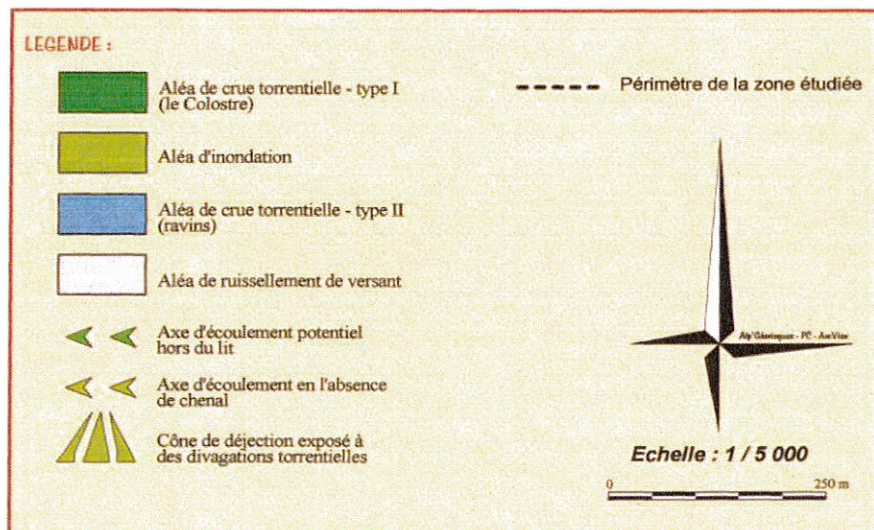 LEGENDE :
Aléa de crue torrentielle - type I
(le Colostre)
Aléa d'inondation
Aléa de crue torrentielle - type II
(ravins)
Aléa de ruissellement de versant
Axe d'écoulement potentiel
hors du lit
Axe d'écoulement en l'absence
de chenal
Cône de déjection exposé à
des divagations torrentielles
Périmètre de la zone étudiée
Echelle : 1 / 5 000
0 250 m